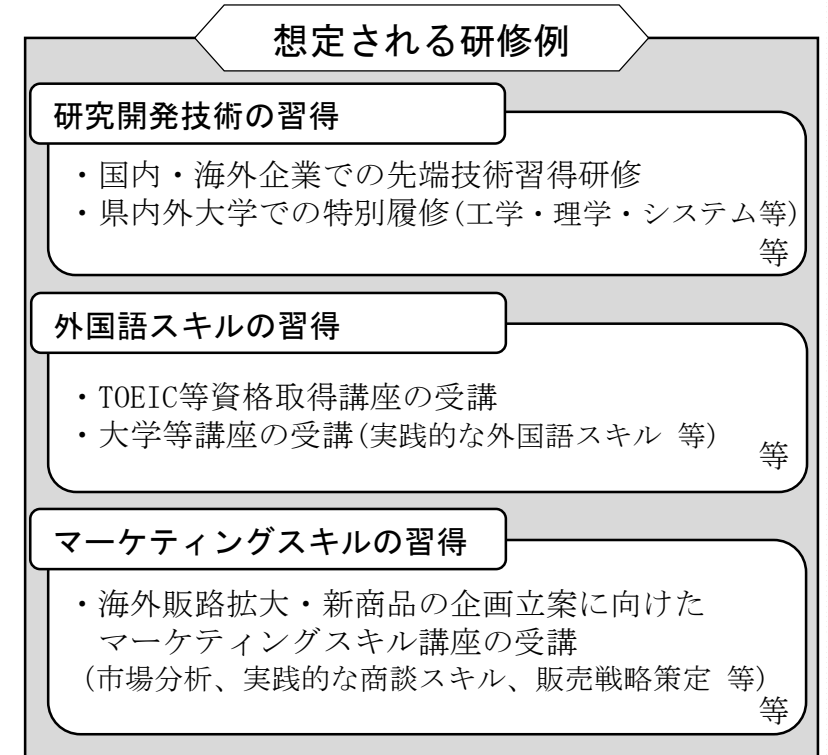 想定される研修例
研究開発技術の習得
・国内・海外企業での先端技術習得研修
・県内外大学での特別履修(工学・理学・システム等)
等
外国語スキルの習得
・TOEIC等資格取得講座の受講
・大学等講座の受講(実践的な外国語スキル 等)
等
マーケティングスキルの習得
・海外販路拡大・新商品の企画立案に向けた
マーケティングスキル講座の受講
(市場分析、実践的な商談スキル、販売戦略策定 等)
等